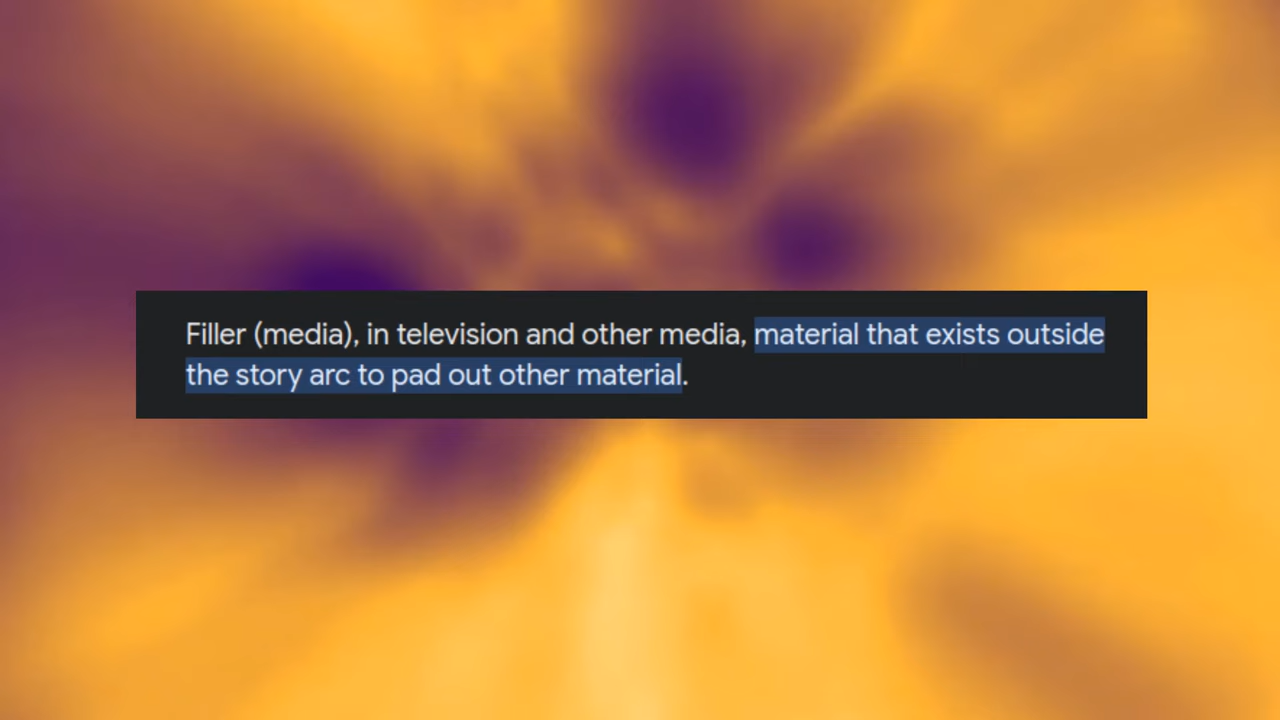 Filler (media), in television and other media, material that exists outside
the story arc to pad out other material.